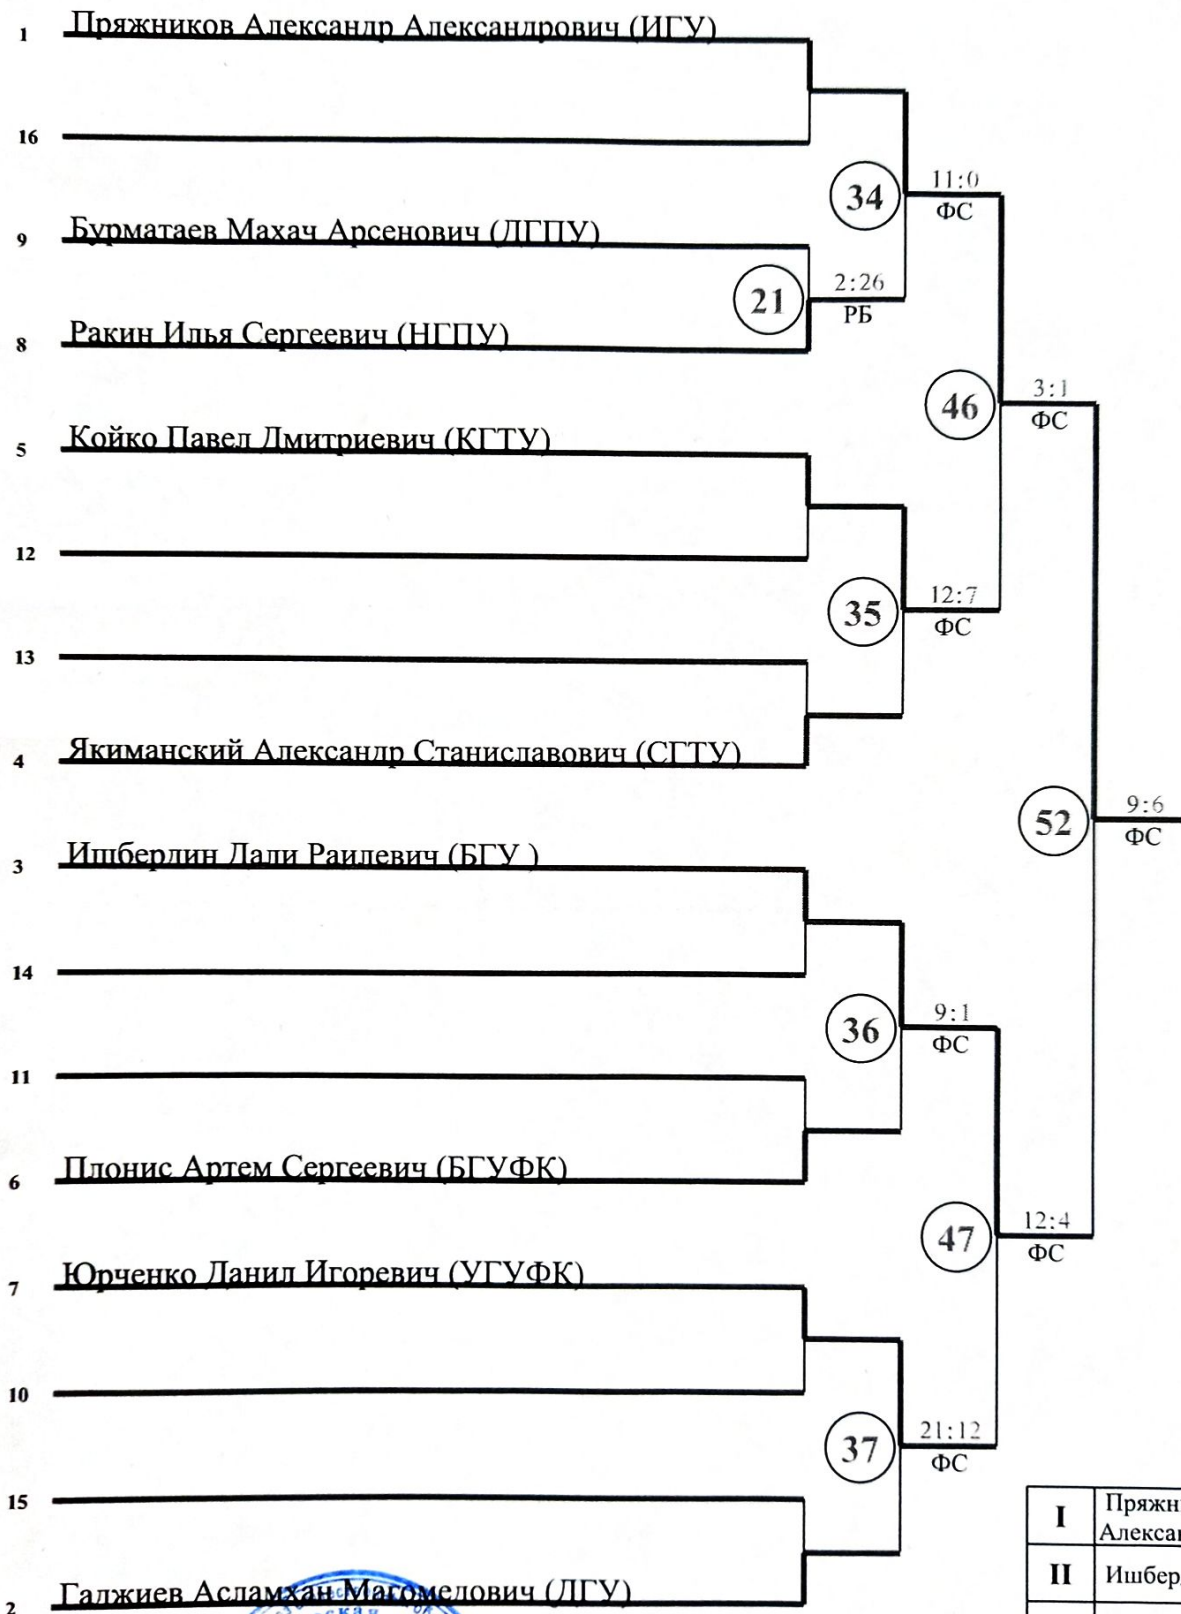 1 Пряжников Александр Александрович (ИГУ)
16
34 11:0
ФС
9 Бурматаев Махач Арсенович (ДГПУ)
21 2:26
РБ
8 Ракин Илья Сергеевич (НГПУ)
46 3:1
ФС
5 Койко Павел Дмитриевич (КГТУ)
12
35 12:7
ФС
13
4 Якиманский Александр Станиславович (СГТУ)
52 9:6
ФС
3 Ишберлин Дали Раилевич (БГУ )
14
36 9:1
ФС
11
6 Плонис Артем Сергеевич (БГУФК)
47 12:4
ФС
7 Юрченко Данил Игоревич (УГУФК)
10
37 21:12
ФС
15
I Пряжн
Алекса
II Ишбер
2 Гаджиев Асламхан Магомедович (ДГУ)